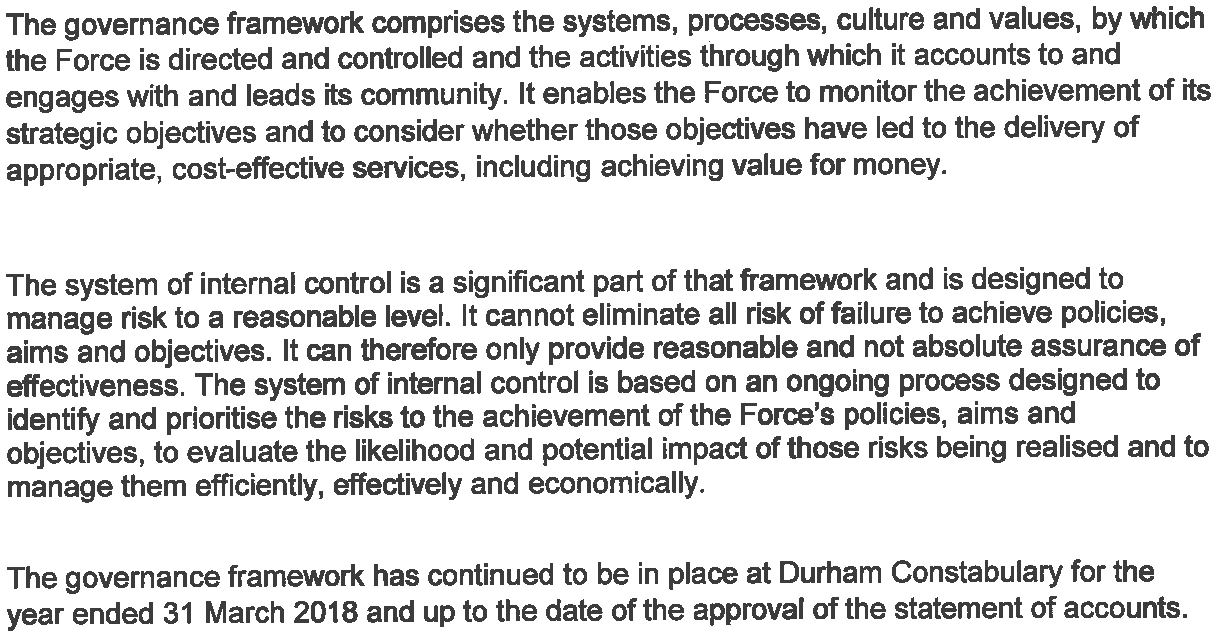 The governance framework comprises the systems, processes, culture and values, by which
the Force is directed and controlled and the activities through which it accounts to and
engages with and leads its community. It enables the Force to monitor the achievement of its
strategic objectives and to consider whether those objectives have led to the delivery of
appropriate, cost-effective services, including achieving value for money.
The system of internal control is a significant part of that framework and is designed to
manage risk to a reasonable level. It cannot eliminate all risk of failure to achieve policies,
aims and objectives. It can therefore only provide reasonable and not absolute assurance of
effectiveness. The system of internal control is based on an ongoing process designed to
identify and prioritise the risks to the achievement of the Force's policies, aims and
objectives, to evaluate the likelihood and potential impact of those risks being realised and to
manage them efficiently, effectively and economically.
The governance framework has continued to be in place at Durham Constabulary for the
year ended 31 March 2018 and up to the date of the approval of the statement of accounts.